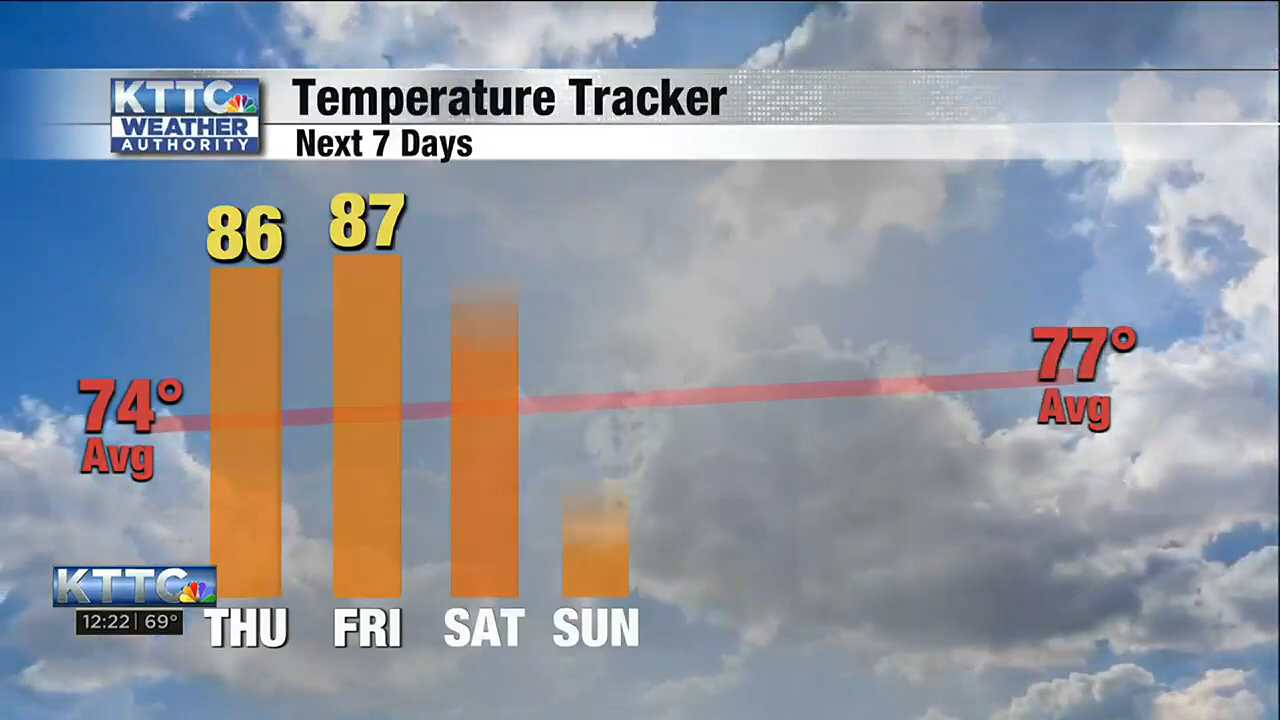 KTTC
WEATHER
AUTHORITY
Temperature Tracker
Next 7 Days
86
87
74°
Avg
77°
Avg
KTTC
12:22 | 69°
THU
FRI
SAT
SUN